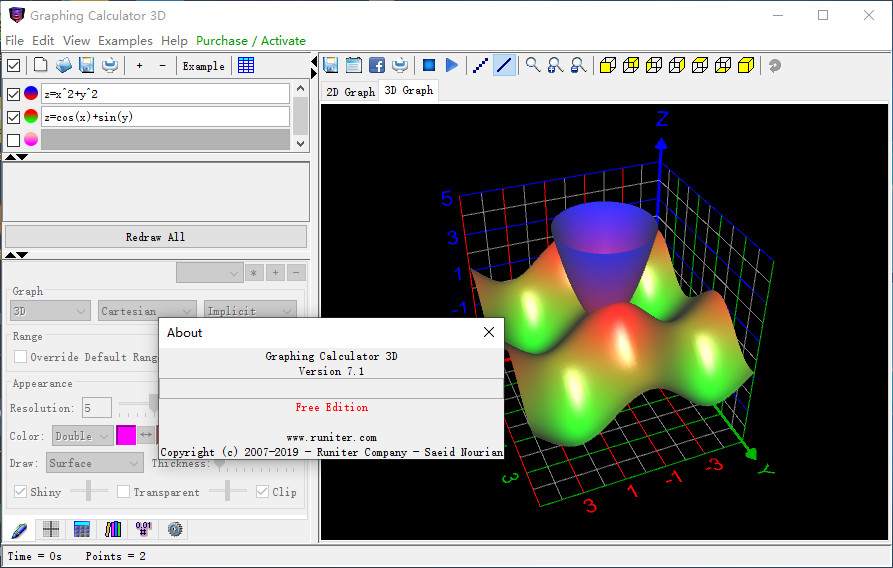 Graphing Calculator 3D
File Edit View Examples Help Purchase / Activate
+ − Example
z=x^2+y^2
z=cos(x)+sin(y)
Redraw All
* + −
Graph
3D Cartesian Implicit
Range
Override Default Rang
Appearance
Resolution: 5
Color: Double
Draw: Surface Thickness:
Shiny Transparent Clip
0.01
#
Time = 0s Points = 2
2D Graph 3D Graph
Z
5
3
1
-1
3
3
1
-1
-3
Y
About
Graphing Calculator 3D
Version 7.1
Free Edition
www.runiter.com
Copyright (c) 2007-2019 - Runiter Company - Saeid Nourian